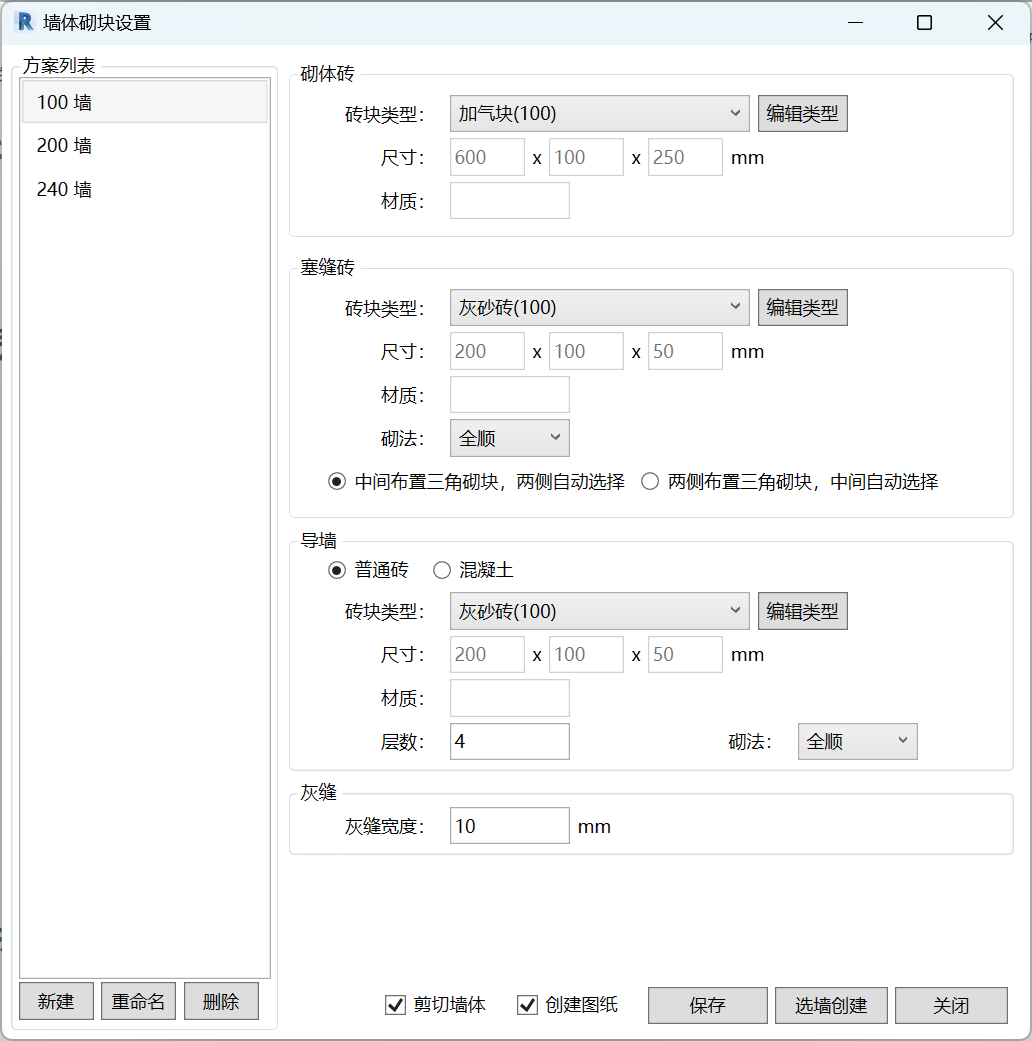 墙体砌块设置
方案列表
100 墙
200 墙
240 墙
新建 重命名 删除
砌体砖
砖块类型： 加气块(100) 编辑类型
尺寸： 600 x 100 x 250 mm
材质：
塞缝砖
砖块类型： 灰砂砖(100) 编辑类型
尺寸： 200 x 100 x 50 mm
材质：
砌法： 全顺
中间布置三角砌块，两侧自动选择 两侧布置三角砌块，中间自动选择
导墙
普通砖 混凝土
砖块类型： 灰砂砖(100) 编辑类型
尺寸： 200 x 100 x 50 mm
材质：
层数： 4 砌法： 全顺
灰缝
灰缝宽度： 10 mm
剪切墙体 创建图纸 保存 选墙创建 关闭